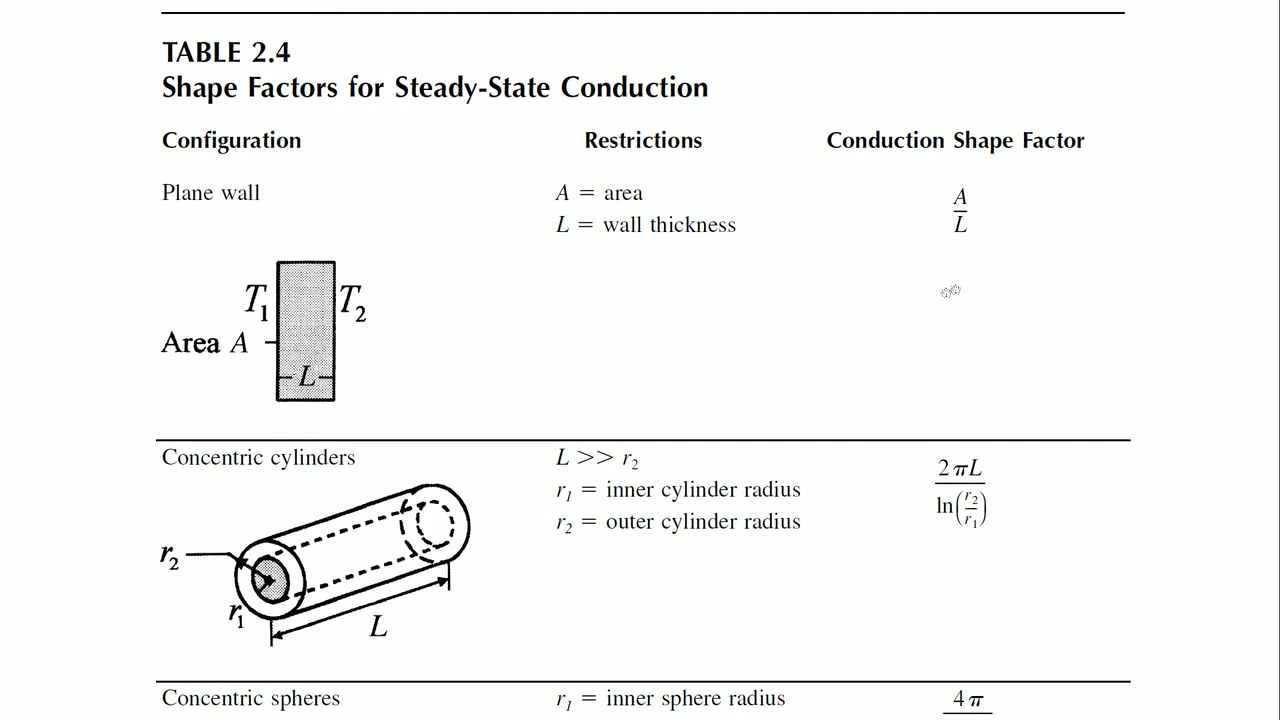 TABLE 2.4
Shape Factors for Steady-State Conduction
Configuration Restrictions Conduction Shape Factor
Plane wall A = area A/L
L = wall thickness
T₁ T₂
Area A
L
Concentric cylinders L >> r₂ 2πL / ln(r₂/r₁)
r₁ = inner cylinder radius
r₂ = outer cylinder radius
r₂
r₁
L
Concentric spheres r₁ = inner sphere radius 4π